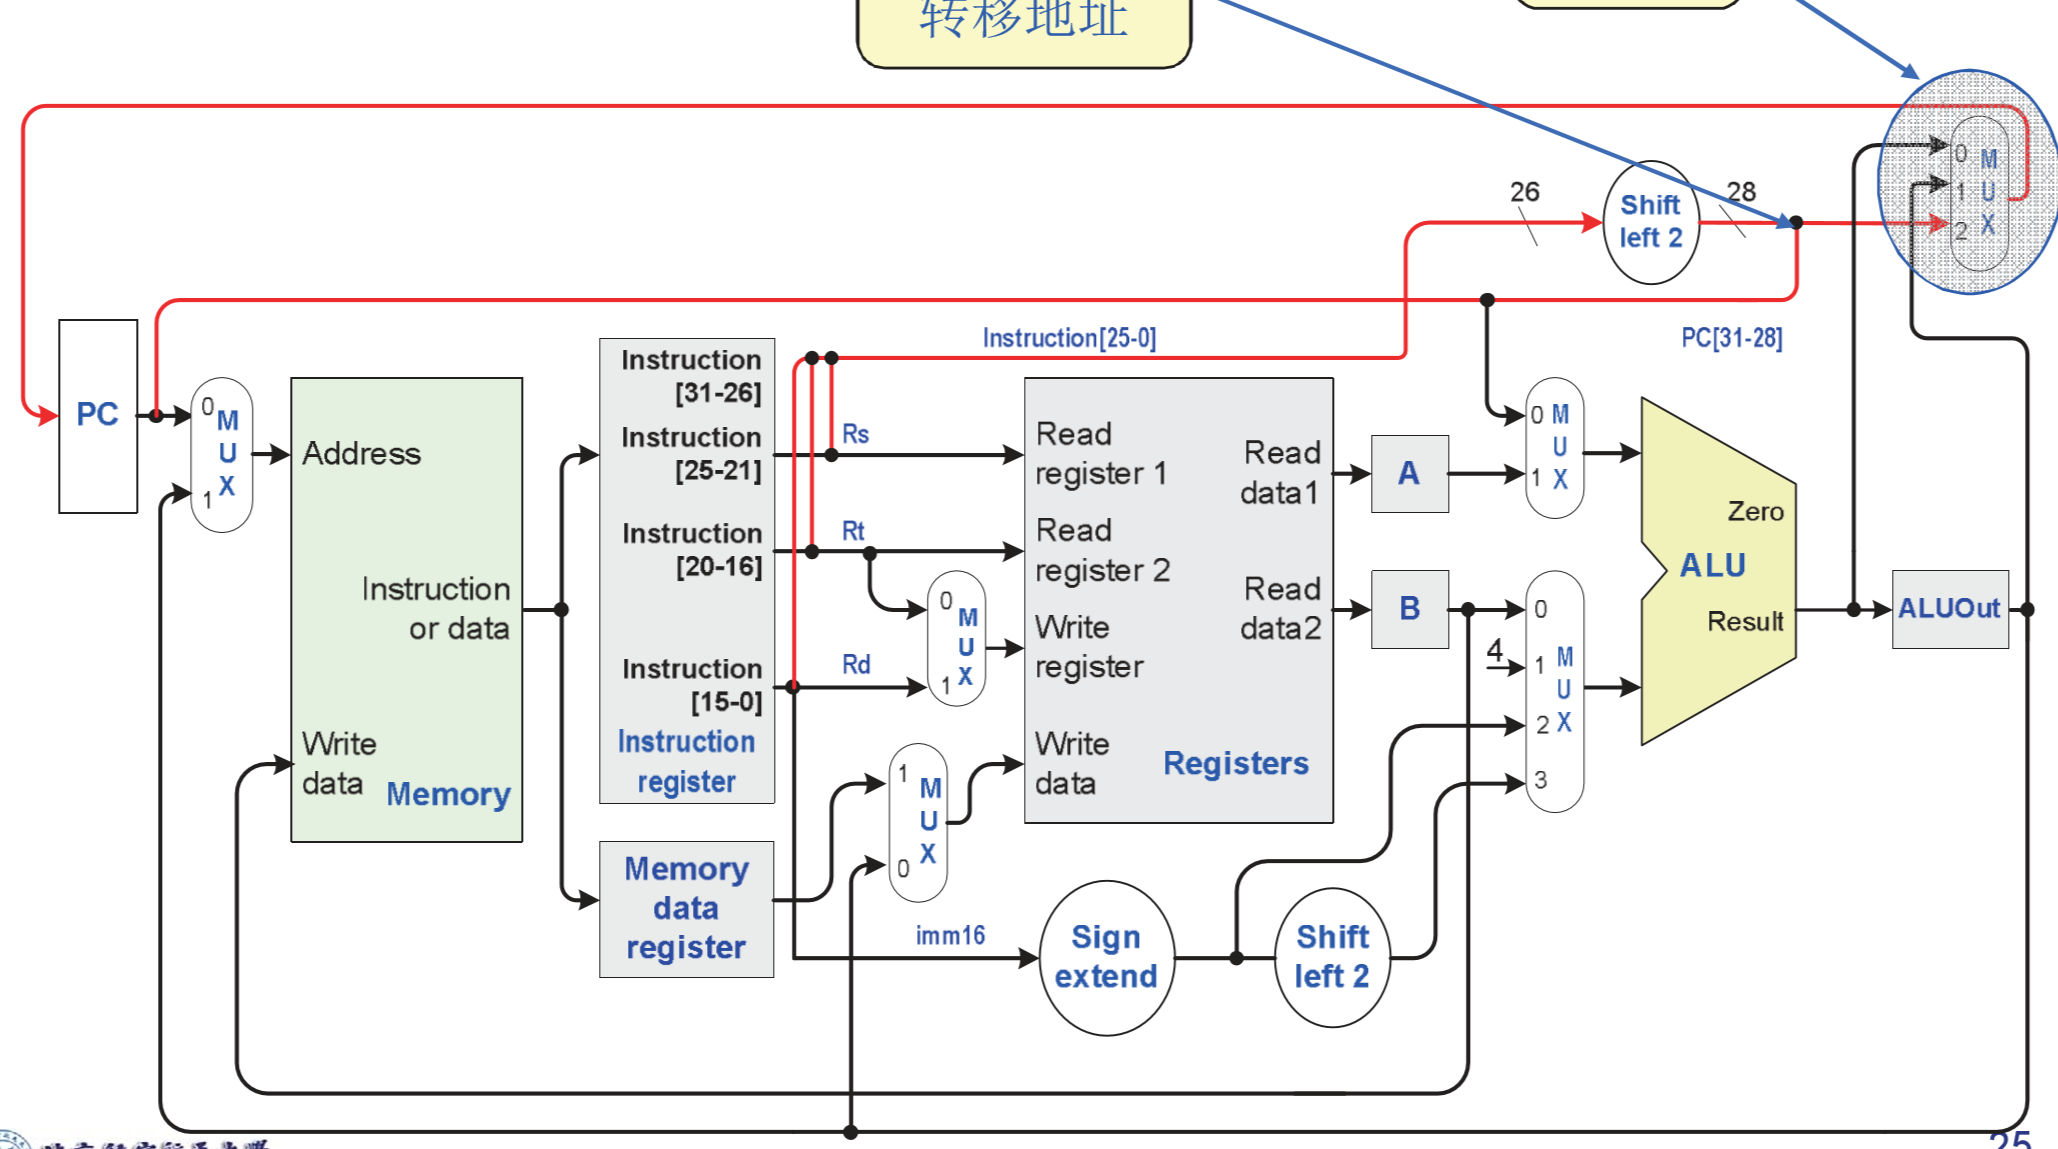 转移地址
0
M
1
U
2
X
26
Shift
left 2
28
Instruction[25-0]
PC[31-28]
PC
0
M
U
1
X
Address
Instruction
or data
Write
data
Memory
Instruction
[31-26]
Instruction
[25-21]
Instruction
[20-16]
Instruction
[15-0]
Instruction
register
Rs
Rt
Rd
0
M
U
1
X
Read
register 1
Read
register 2
Write
register
Write
data
Read
data1
Read
data2
Registers
A
B
0
M
U
1
X
0
4
1
M
U
2
X
3
Zero
ALU
Result
ALUOut
Memory
data
register
1
M
U
X
0
imm16
Sign
extend
Shift
left 2
25